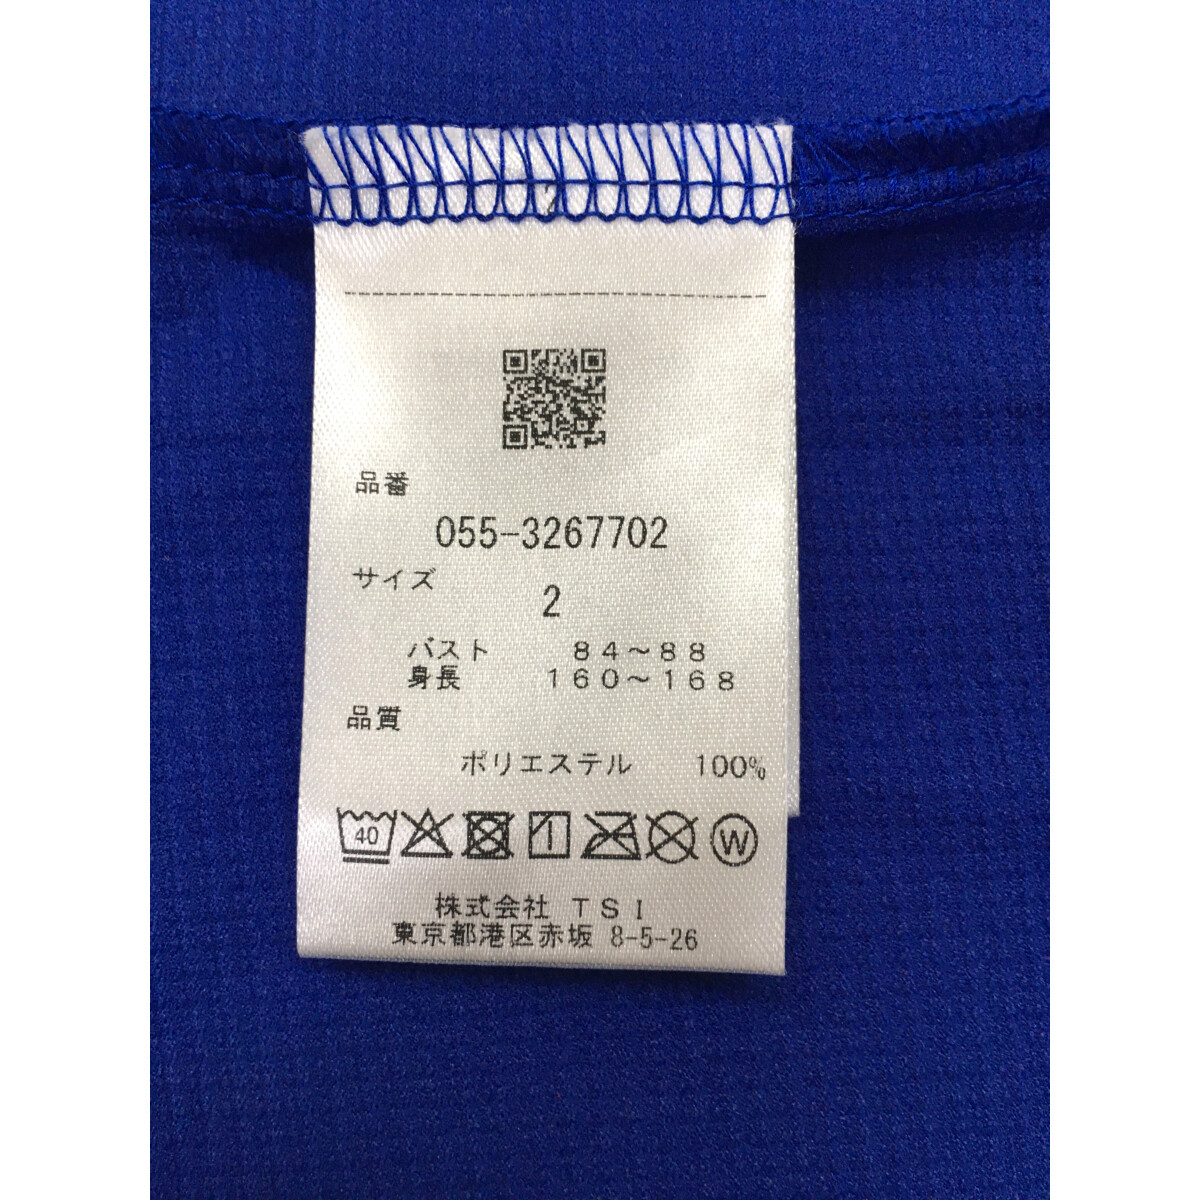 品番
055-3267702
サイズ
2
バスト 84~88
身長 160~168
品質
ポリエステル 100%
40 W
株式会社 TSI
東京都港区赤坂 8-5-26